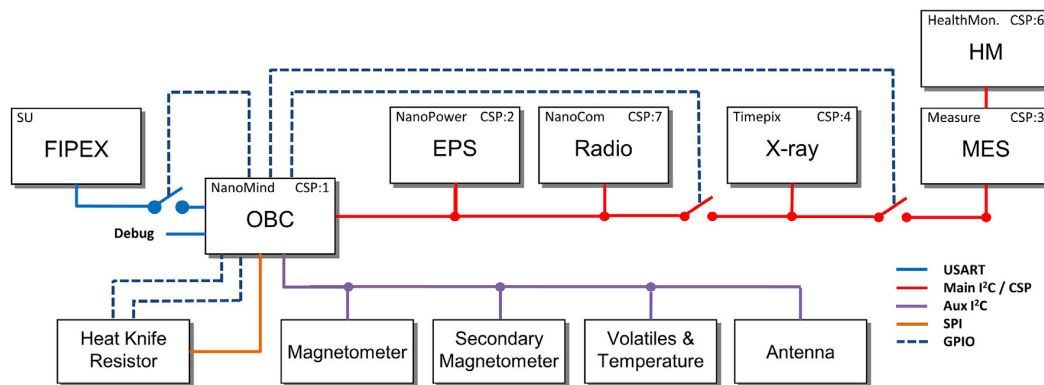 HealthMon. CSP:6
HM
SU
FIPEX
NanoPower CSP:2
EPS
NanoCom CSP:7
Radio
Timepix CSP:4
X-ray
Measure CSP:3
MES
NanoMind CSP:1
OBC
Debug
Heat Knife
Resistor
Magnetometer
Secondary
Magnetometer
Volatiles &
Temperature
Antenna
USART
Main I²C / CSP
Aux I²C
SPI
GPIO